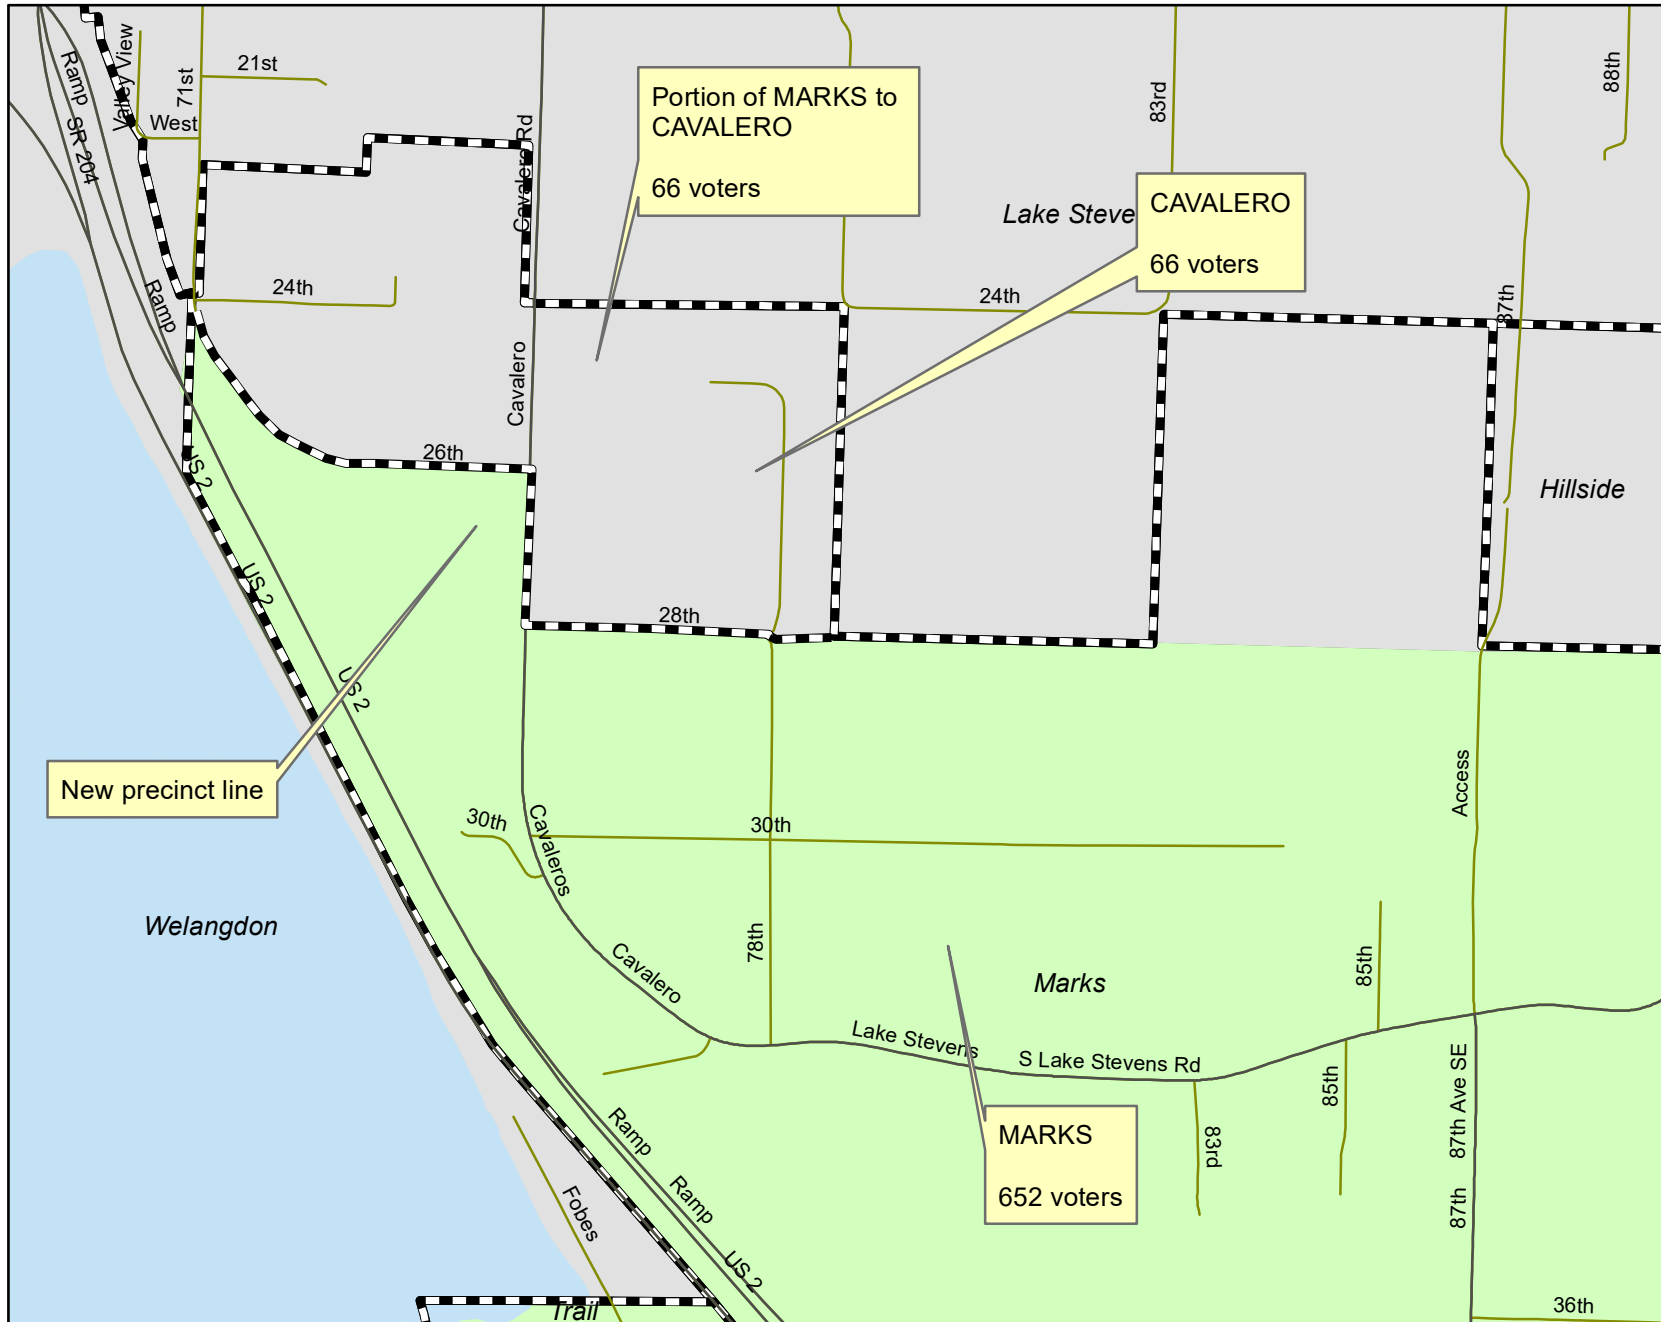 Valley View
71st
21st
West
Ramp
SR 204
Ramp
24th
Cavalero Rd
Cavalero
Portion of MARKS to
CAVALERO
66 voters
83rd
88th
Lake Steve
CAVALERO
66 voters
24th
87th
26th
Hillside
US 2
US 2
US 2
28th
New precinct line
Access
30th
30th
Cavaleros
Welangdon
78th
Cavalero
Marks
85th
Lake Stevens
S Lake Stevens Rd
85th
87th Ave SE
MARKS
652 voters
83rd
87th
Ramp
Ramp
Fobes
US 2
Trail
36th